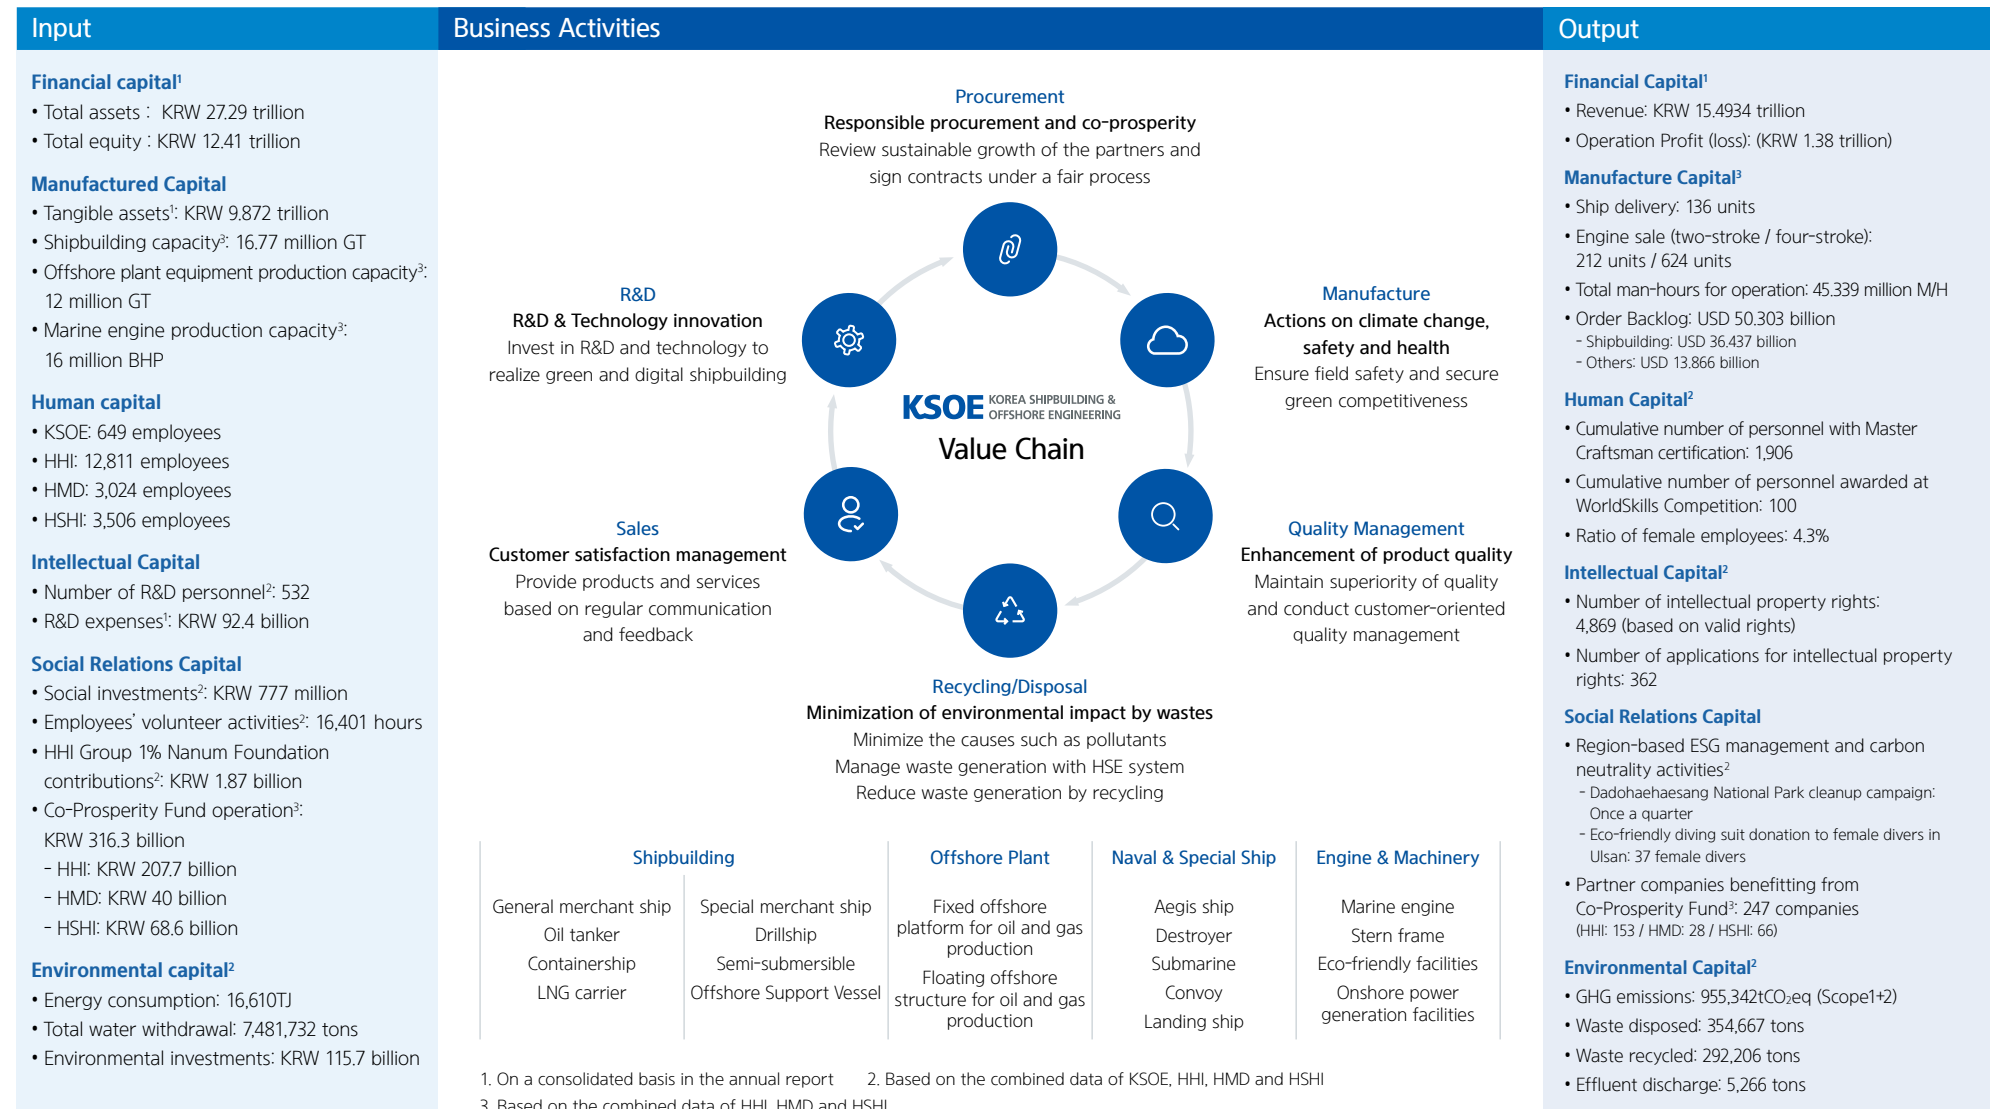 Input
Financial capital¹
• Total assets : KRW 27.29 trillion
• Total equity : KRW 12.41 trillion
Manufactured Capital
• Tangible assets¹: KRW 9.872 trillion
• Shipbuilding capacity³: 16.77 million GT
• Offshore plant equipment production capacity³:
12 million GT
• Marine engine production capacity³:
16 million BHP
Human capital
• KSOE: 649 employees
• HHI: 12,811 employees
• HMD: 3,024 employees
• HSHI: 3,506 employees
Intellectual Capital
• Number of R&D personnel²: 532
• R&D expenses¹: KRW 92.4 billion
Social Relations Capital
• Social investments²: KRW 777 million
• Employees' volunteer activities²: 16,401 hours
• HHI Group 1% Nanum Foundation
contributions²: KRW 1.87 billion
• Co-Prosperity Fund operation³:
KRW 316.3 billion
- HHI: KRW 207.7 billion
- HMD: KRW 40 billion
- HSHI: KRW 68.6 billion
Environmental capital²
• Energy consumption: 16,610TJ
• Total water withdrawal: 7,481,732 tons
• Environmental investments: KRW 115.7 billion
Business Activities
Procurement
Responsible procurement and co-prosperity
Review sustainable growth of the partners and
sign contracts under a fair process
R&D
R&D & Technology innovation
Invest in R&D and technology to
realize green and digital shipbuilding
Manufacture
Actions on climate change,
safety and health
Ensure field safety and secure
green competitiveness
KSOE KOREA SHIPBUILDING &
OFFSHORE ENGINEERING
Value Chain
Sales
Customer satisfaction management
Provide products and services
based on regular communication
and feedback
Quality Management
Enhancement of product quality
Maintain superiority of quality
and conduct customer-oriented
quality management
Recycling/Disposal
Minimization of environmental impact by wastes
Minimize the causes such as pollutants
Manage waste generation with HSE system
Reduce waste generation by recycling
Shipbuilding
General merchant ship
Oil tanker
Containership
LNG carrier
Special merchant ship
Drillship
Semi-submersible
Offshore Support Vessel
Offshore Plant
Fixed offshore
platform for oil and gas
production
Floating offshore
structure for oil and gas
production
Naval & Special Ship
Aegis ship
Destroyer
Submarine
Convoy
Landing ship
Engine & Machinery
Marine engine
Stern frame
Eco-friendly facilities
Onshore power
generation facilities
1. On a consolidated basis in the annual report 2. Based on the combined data of KSOE, HHI, HMD and HSHI
3. Based on the combined data of HHI, HMD and HSHI
Output
Financial Capital¹
• Revenue: KRW 15.4934 trillion
• Operation Profit (loss): (KRW 1.38 trillion)
Manufacture Capital³
• Ship delivery: 136 units
• Engine sale (two-stroke / four-stroke):
212 units / 624 units
• Total man-hours for operation: 45.339 million M/H
• Order Backlog: USD 50.303 billion
- Shipbuilding: USD 36.437 billion
- Others: USD 13.866 billion
Human Capital²
• Cumulative number of personnel with Master
Craftsman certification: 1,906
• Cumulative number of personnel awarded at
WorldSkills Competition: 100
• Ratio of female employees: 4.3%
Intellectual Capital²
• Number of intellectual property rights:
4,869 (based on valid rights)
• Number of applications for intellectual property
rights: 362
Social Relations Capital
• Region-based ESG management and carbon
neutrality activities²
- Dadohaehaesang National Park cleanup campaign:
Once a quarter
- Eco-friendly diving suit donation to female divers in
Ulsan: 37 female divers
• Partner companies benefitting from
Co-Prosperity Fund³: 247 companies
(HHI: 153 / HMD: 28 / HSHI: 66)
Environmental Capital²
• GHG emissions: 955,342tCO₂eq (Scope1+2)
• Waste disposed: 354,667 tons
• Waste recycled: 292,206 tons
• Effluent discharge: 5,266 tons